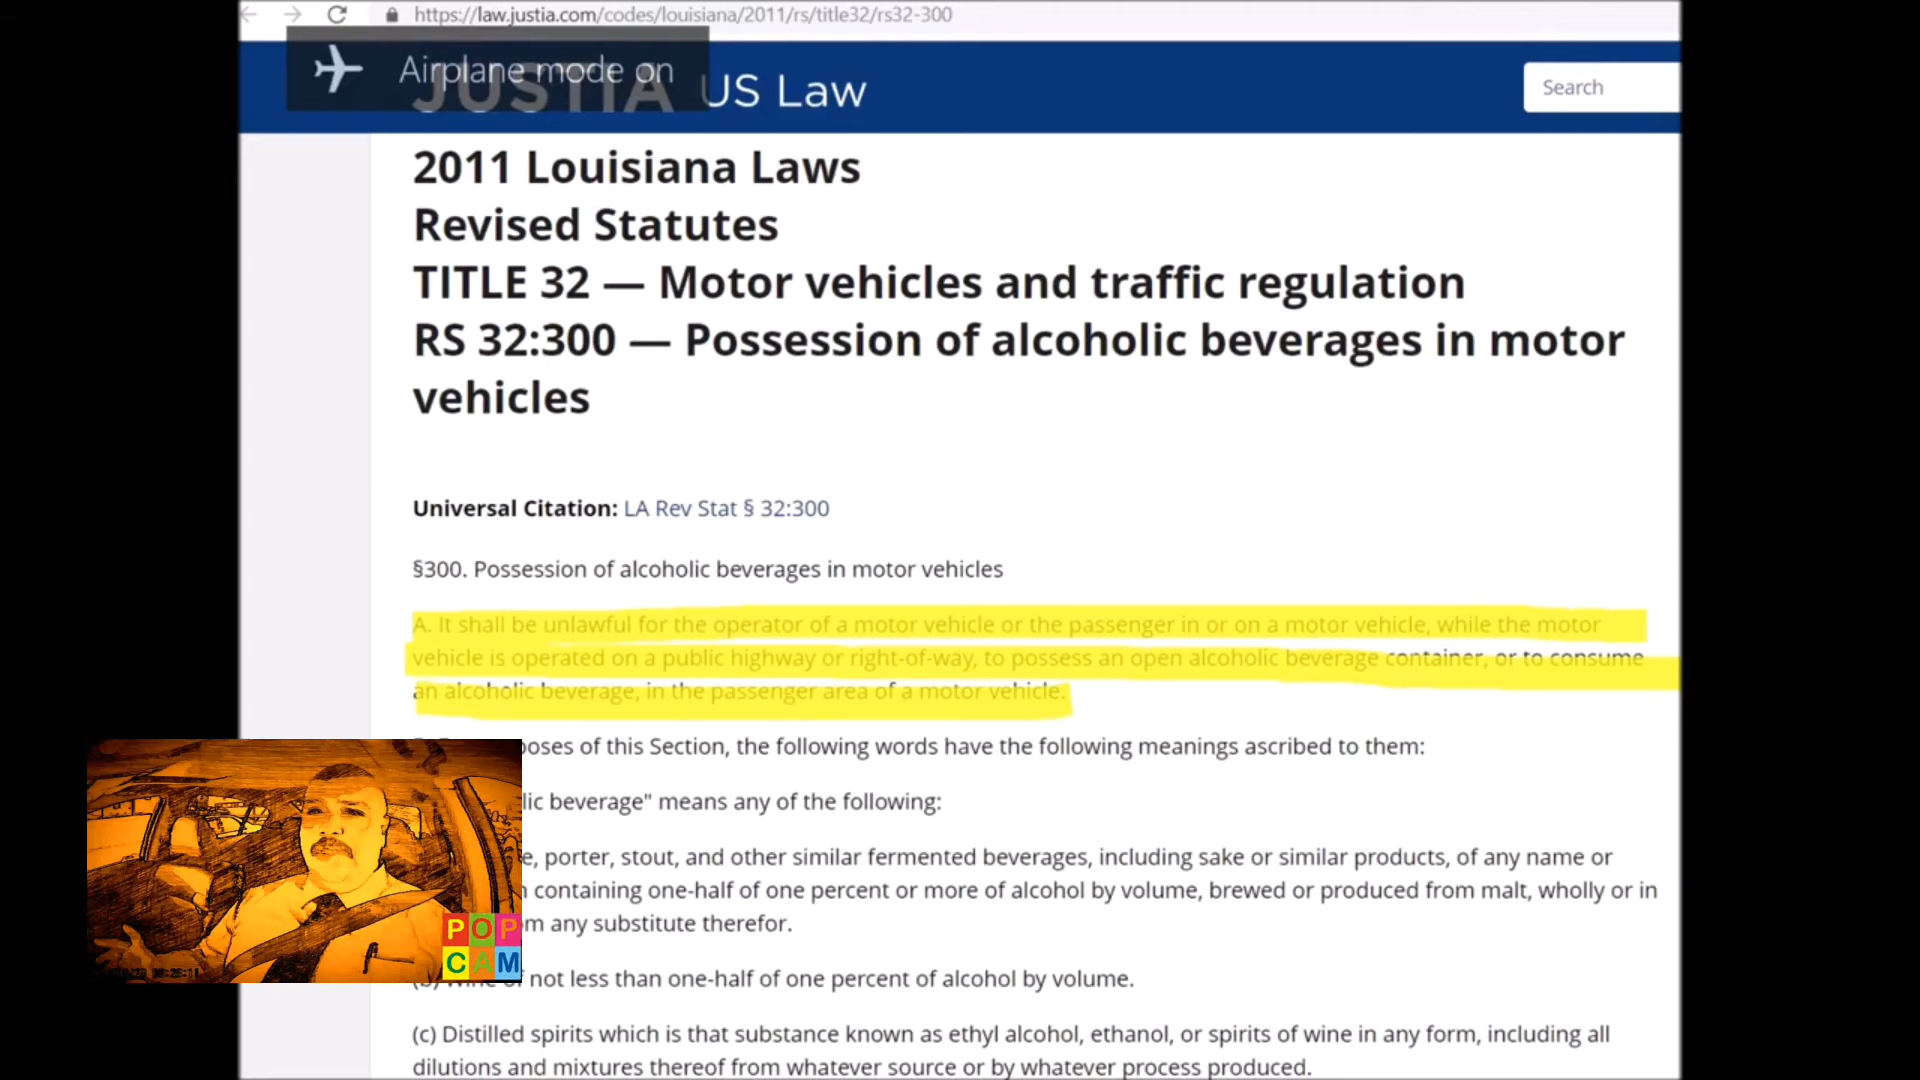 https://law.justia.com/codes/louisiana/2011/rs/title32/rs32-300
Airplane mode on
JUSTIA US Law
Search
2011 Louisiana Laws
Revised Statutes
TITLE 32 — Motor vehicles and traffic regulation
RS 32:300 — Possession of alcoholic beverages in motor
vehicles
Universal Citation: LA Rev Stat § 32:300
§300. Possession of alcoholic beverages in motor vehicles
A. It shall be unlawful for the operator of a motor vehicle or the passenger in or on a motor vehicle, while the motor
vehicle is operated on a public highway or right-of-way, to possess an open alcoholic beverage container, or to consume
an alcoholic beverage, in the passenger area of a motor vehicle.
oses of this Section, the following words have the following meanings ascribed to them:
lic beverage" means any of the following:
e, porter, stout, and other similar fermented beverages, including sake or similar products, of any name or
containing one-half of one percent or more of alcohol by volume, brewed or produced from malt, wholly or in
m any substitute therefor.
(b) Wine of not less than one-half of one percent of alcohol by volume.
(c) Distilled spirits which is that substance known as ethyl alcohol, ethanol, or spirits of wine in any form, including all
dilutions and mixtures thereof from whatever source or by whatever process produced.
POP
CAM